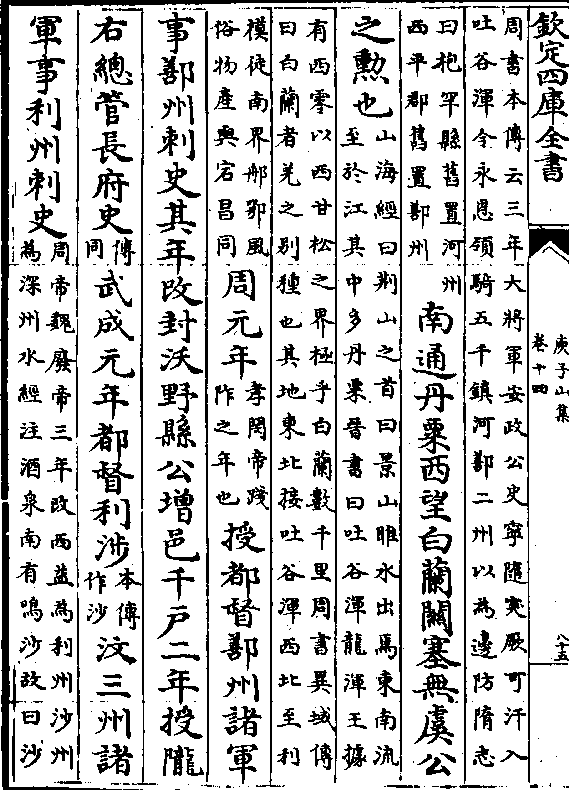 欽定四庫全書
庾子山集
卷十四
八十五
周書本傳云三年大將軍安政公史寧隨突厥可汗入
吐谷渾令永恩領騎五千鎮河鄯二州以為邊防隋志
曰枹罕縣舊置河州
西平郡舊置鄯州
南通丹粟西望白蘭關塞無虞公
之勲也
山海經曰荆山之首曰景山雎水出焉東南流
至於江其中多丹粟晉書曰吐谷渾龍渾王據
有西零以西甘松之界極乎白蘭數千里周書異域傳
曰白蘭者羌之别種也其地東北接吐谷渾西北至利
模徒南界郍鄂風
俗物產與宕昌同
周元年
孝閔帝踐
阼之年也
授都督鄯州諸軍
事鄯州刺史其年改封沃野縣公增邑千戶二年授隴
右總管長府史
傳
同
武成元年都督利涉
本傳
作沙
汶三州諸
軍事利州刺史
周帝魏廢帝三年改西益為利州沙州
為深州水經注酒泉南有鳴沙故曰沙